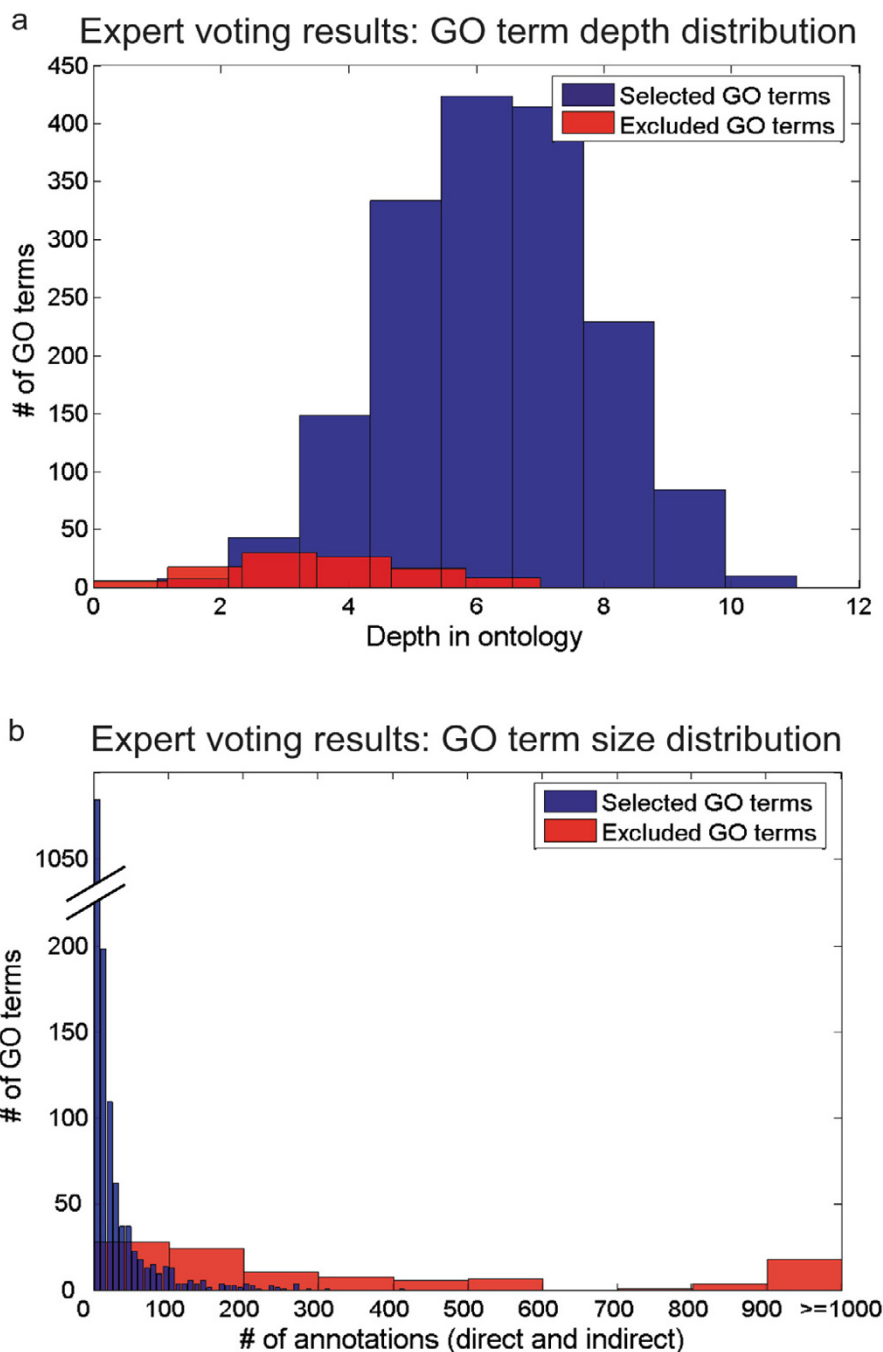 a
Expert voting results: GO term depth distribution
450
400
350
300
250
200
150
100
50
0
# of GO terms
Selected GO terms
Excluded GO terms
0 2 4 6 8 10 12
Depth in ontology
b
Expert voting results: GO term size distribution
1050
200
150
100
50
0
# of GO terms
Selected GO terms
Excluded GO terms
0 100 200 300 400 500 600 700 800 900 >=1000
# of annotations (direct and indirect)